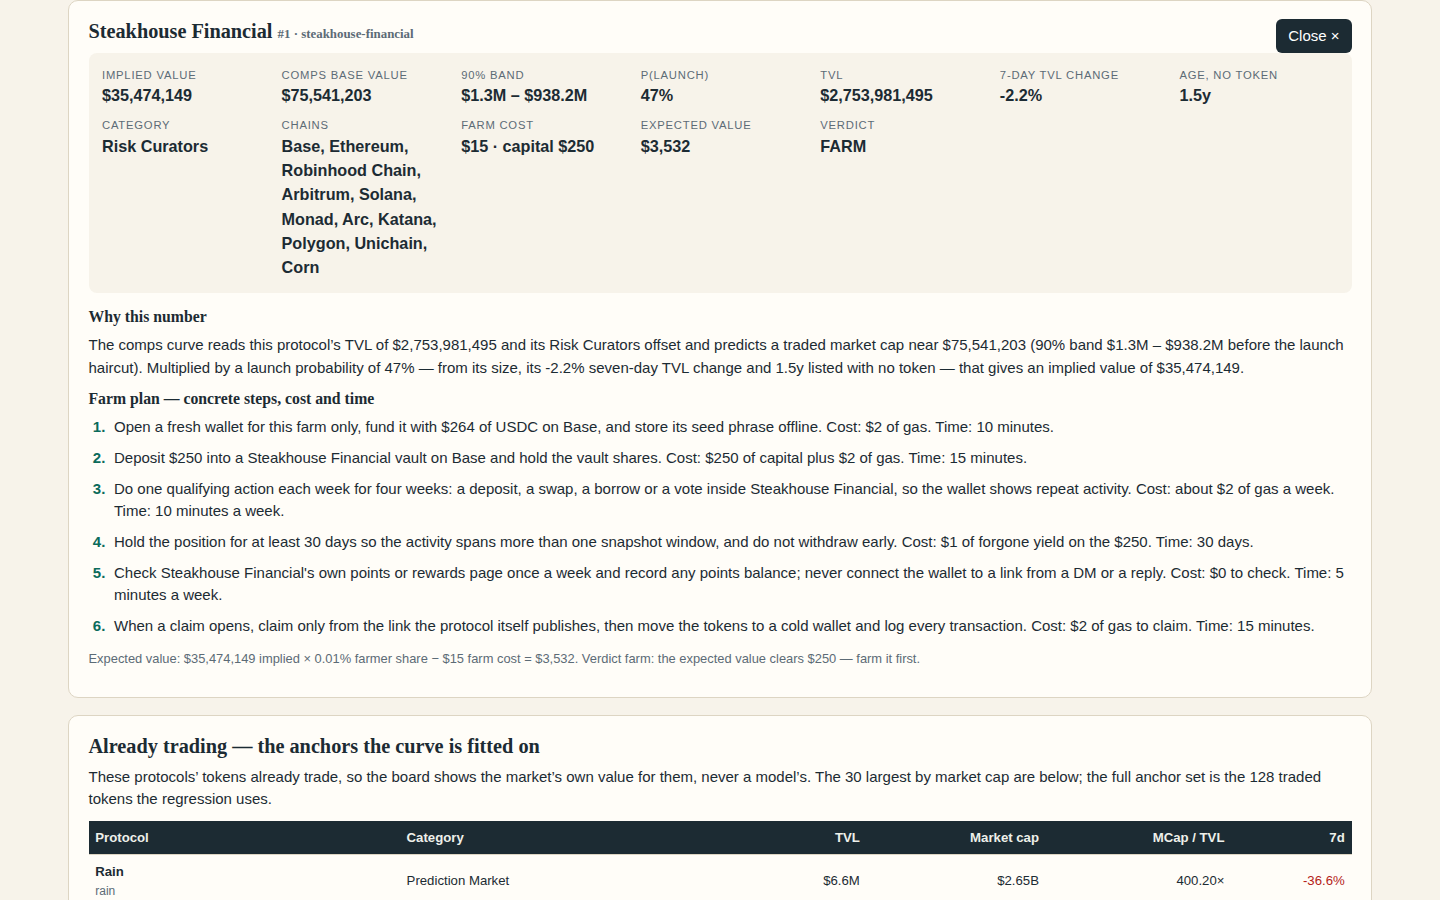 Steakhouse Financial #1 · steakhouse-financial
Close ×
IMPLIED VALUE
$35,474,149
COMPS BASE VALUE
$75,541,203
90% BAND
$1.3M – $938.2M
P(LAUNCH)
47%
TVL
$2,753,981,495
7-DAY TVL CHANGE
-2.2%
AGE, NO TOKEN
1.5y
CATEGORY
Risk Curators
CHAINS
Base, Ethereum,
Robinhood Chain,
Arbitrum, Solana,
Monad, Arc, Katana,
Polygon, Unichain,
Corn
FARM COST
$15 · capital $250
EXPECTED VALUE
$3,532
VERDICT
FARM
Why this number
The comps curve reads this protocol’s TVL of $2,753,981,495 and its Risk Curators offset and predicts a traded market cap near $75,541,203 (90% band $1.3M – $938.2M before the launch
haircut). Multiplied by a launch probability of 47% — from its size, its -2.2% seven-day TVL change and 1.5y listed with no token — that gives an implied value of $35,474,149.
Farm plan — concrete steps, cost and time
1. Open a fresh wallet for this farm only, fund it with $264 of USDC on Base, and store its seed phrase offline. Cost: $2 of gas. Time: 10 minutes.
2. Deposit $250 into a Steakhouse Financial vault on Base and hold the vault shares. Cost: $250 of capital plus $2 of gas. Time: 15 minutes.
3. Do one qualifying action each week for four weeks: a deposit, a swap, a borrow or a vote inside Steakhouse Financial, so the wallet shows repeat activity. Cost: about $2 of gas a week.
Time: 10 minutes a week.
4. Hold the position for at least 30 days so the activity spans more than one snapshot window, and do not withdraw early. Cost: $1 of forgone yield on the $250. Time: 30 days.
5. Check Steakhouse Financial's own points or rewards page once a week and record any points balance; never connect the wallet to a link from a DM or a reply. Cost: $0 to check. Time: 5
minutes a week.
6. When a claim opens, claim only from the link the protocol itself publishes, then move the tokens to a cold wallet and log every transaction. Cost: $2 of gas to claim. Time: 15 minutes.
Expected value: $35,474,149 implied × 0.01% farmer share − $15 farm cost = $3,532. Verdict farm: the expected value clears $250 — farm it first.
Already trading — the anchors the curve is fitted on
These protocols’ tokens already trade, so the board shows the market’s own value for them, never a model’s. The 30 largest by market cap are below; the full anchor set is the 128 traded
tokens the regression uses.
Protocol Category TVL Market cap MCap / TVL 7d
Rain
rain
Prediction Market $6.6M $2.65B 400.20× -36.6%